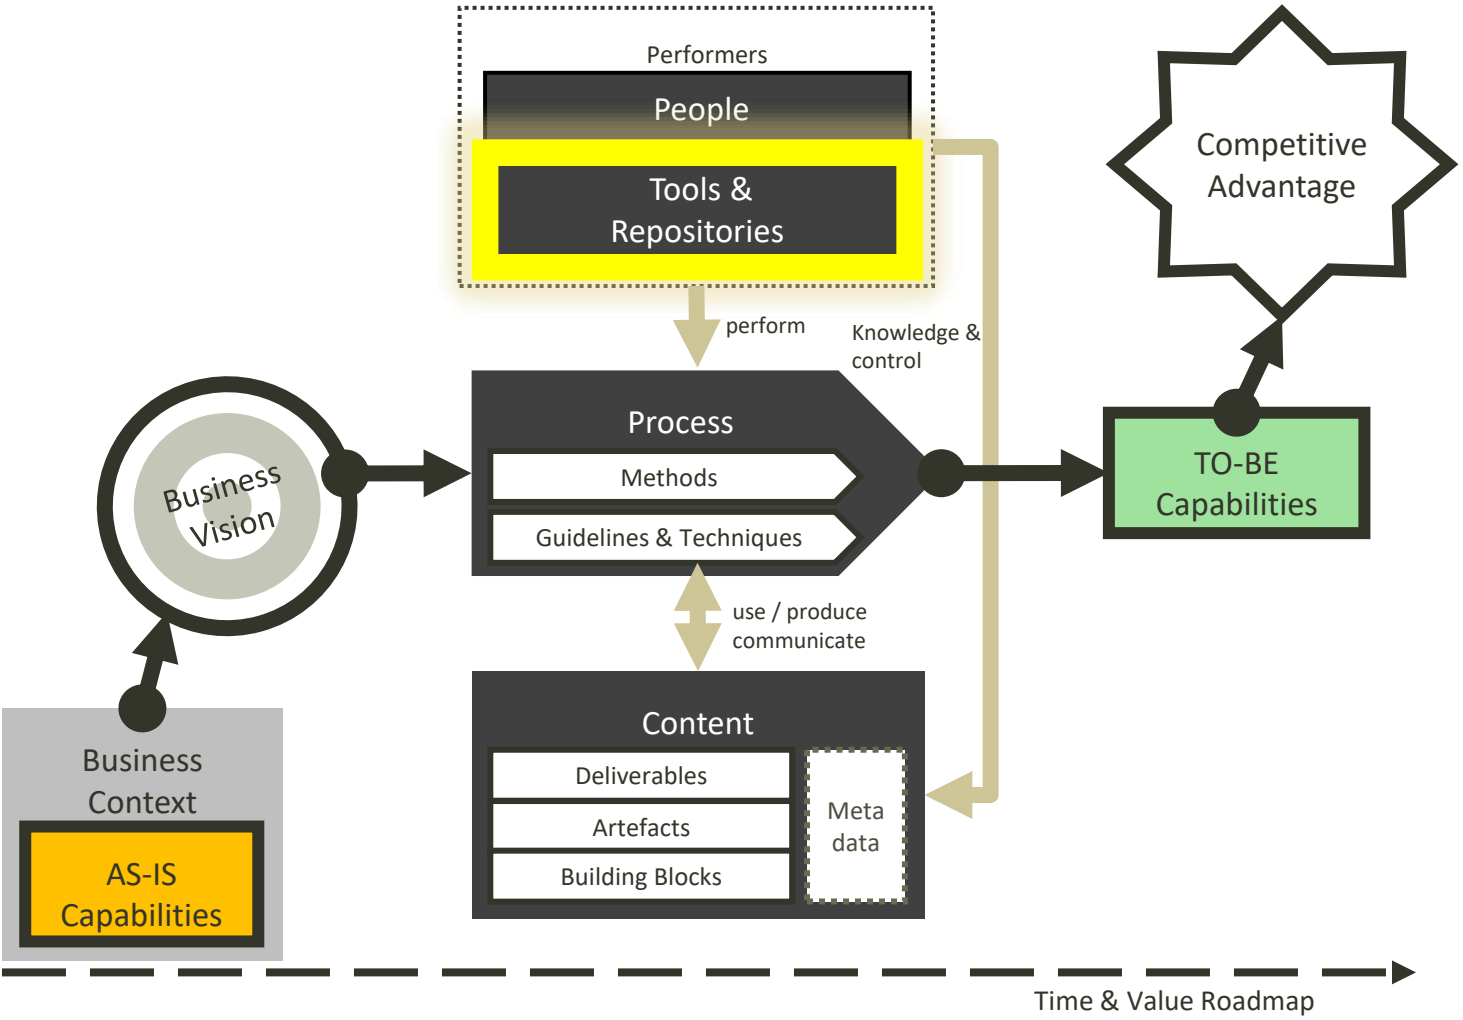 Performers
People
Tools &
Repositories
Competitive
Advantage
perform
Knowledge &
control
Process
Methods
Guidelines & Techniques
Business
Vision
TO-BE
Capabilities
use / produce
communicate
Content
Deliverables
Artefacts
Building Blocks
Meta
data
Business
Context
AS-IS
Capabilities
Time & Value Roadmap